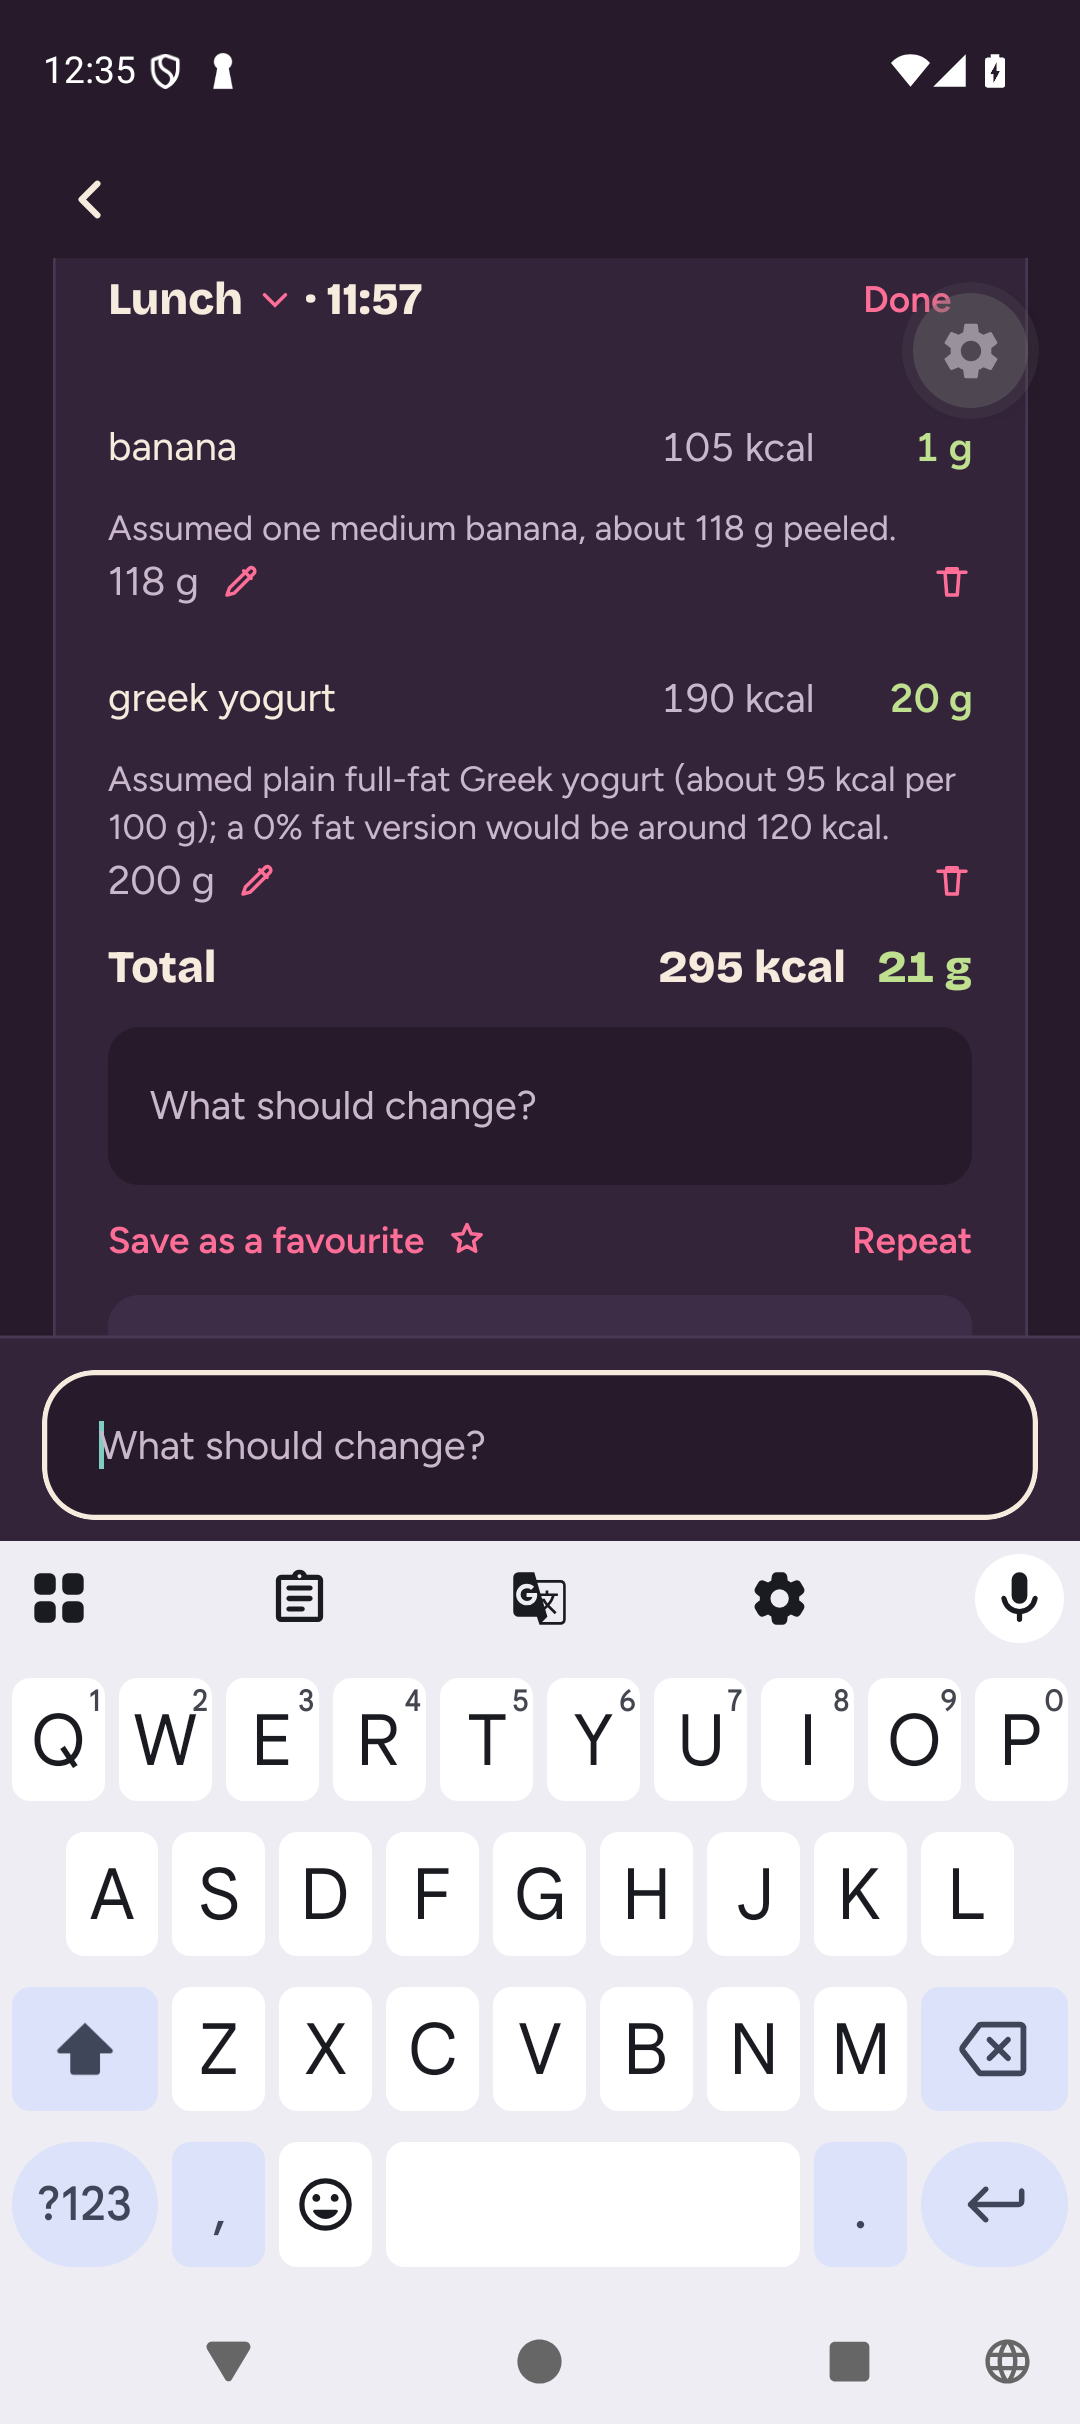 12:35
Lunch · 11:57 Done
banana 105 kcal 1 g
Assumed one medium banana, about 118 g peeled.
118 g
greek yogurt 190 kcal 20 g
Assumed plain full-fat Greek yogurt (about 95 kcal per
100 g); a 0% fat version would be around 120 kcal.
200 g
Total 295 kcal 21 g
What should change?
Save as a favourite Repeat
What should change?
G 文
Q 1 W 2 E 3 R 4 T 5 Y 6 U 7 I 8 O 9 P 0
A S D F G H J K L
Z X C V B N M
?123 , .